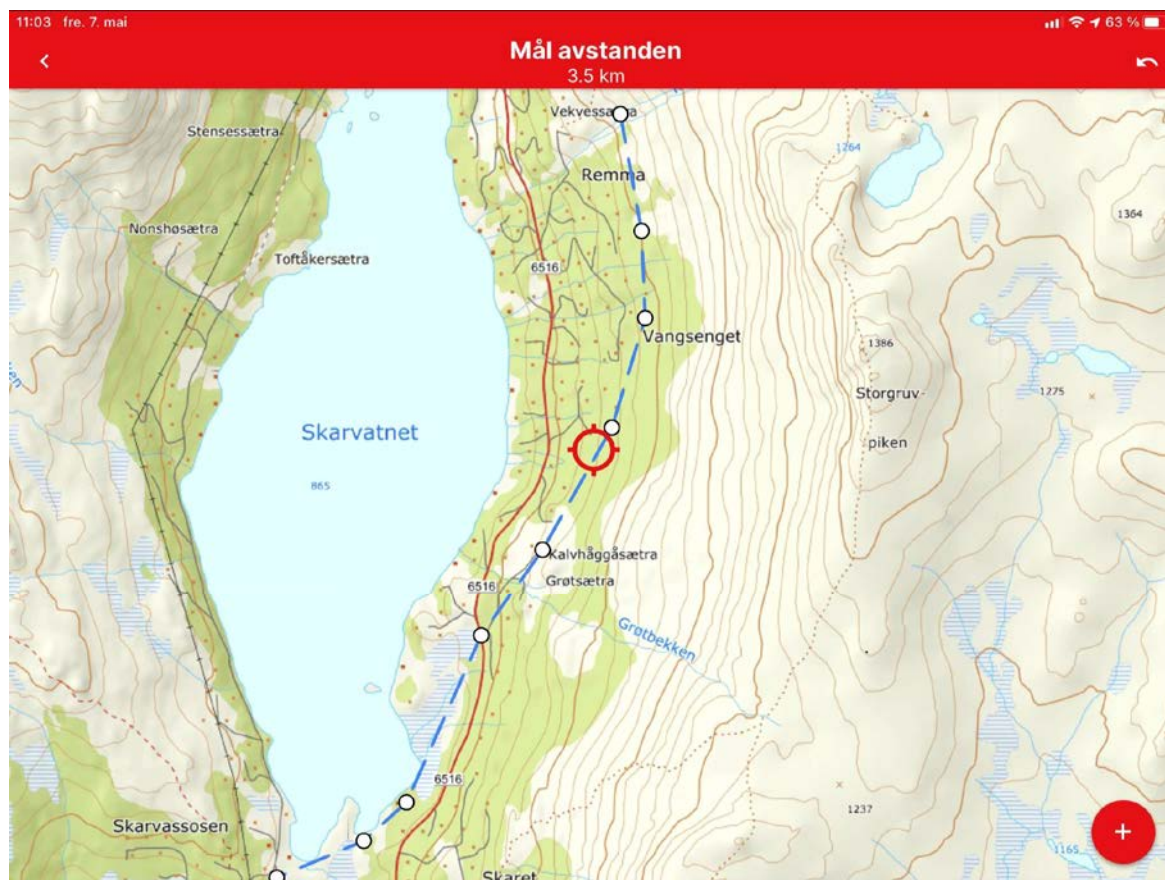 11:03 fre. 7. mai
63 %
Mål avstanden
3.5 km
Vekvessætra
Stensessætra
1264
Remma
1364
Nonshøsætra
Toftåkersætra
6516
Vangsenget
1386
1275
Storgruv-
piken
Skarvatnet
865
Kalvhåggåsætra
6516
Grøtsætra
Grøtbekken
6516
1237
Skarvassosen
1165
Skaret